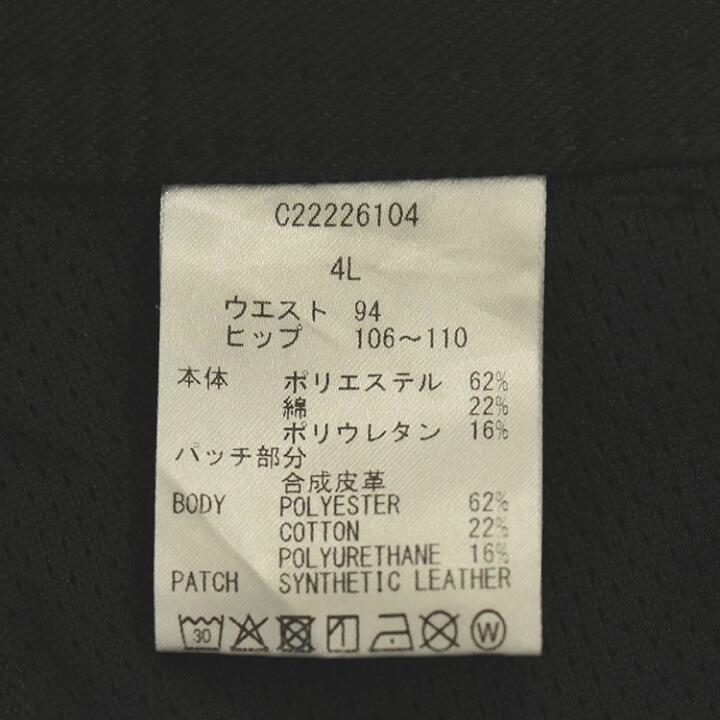 C22226104
4L
ウエスト 94
ヒップ 106～110
本体 ポリエステル 62%
綿 22%
ポリウレタン 16%
パッチ部分
合成皮革
BODY POLYESTER 62%
COTTON 22%
POLYURETHANE 16%
PATCH SYNTHETIC LEATHER
30 W